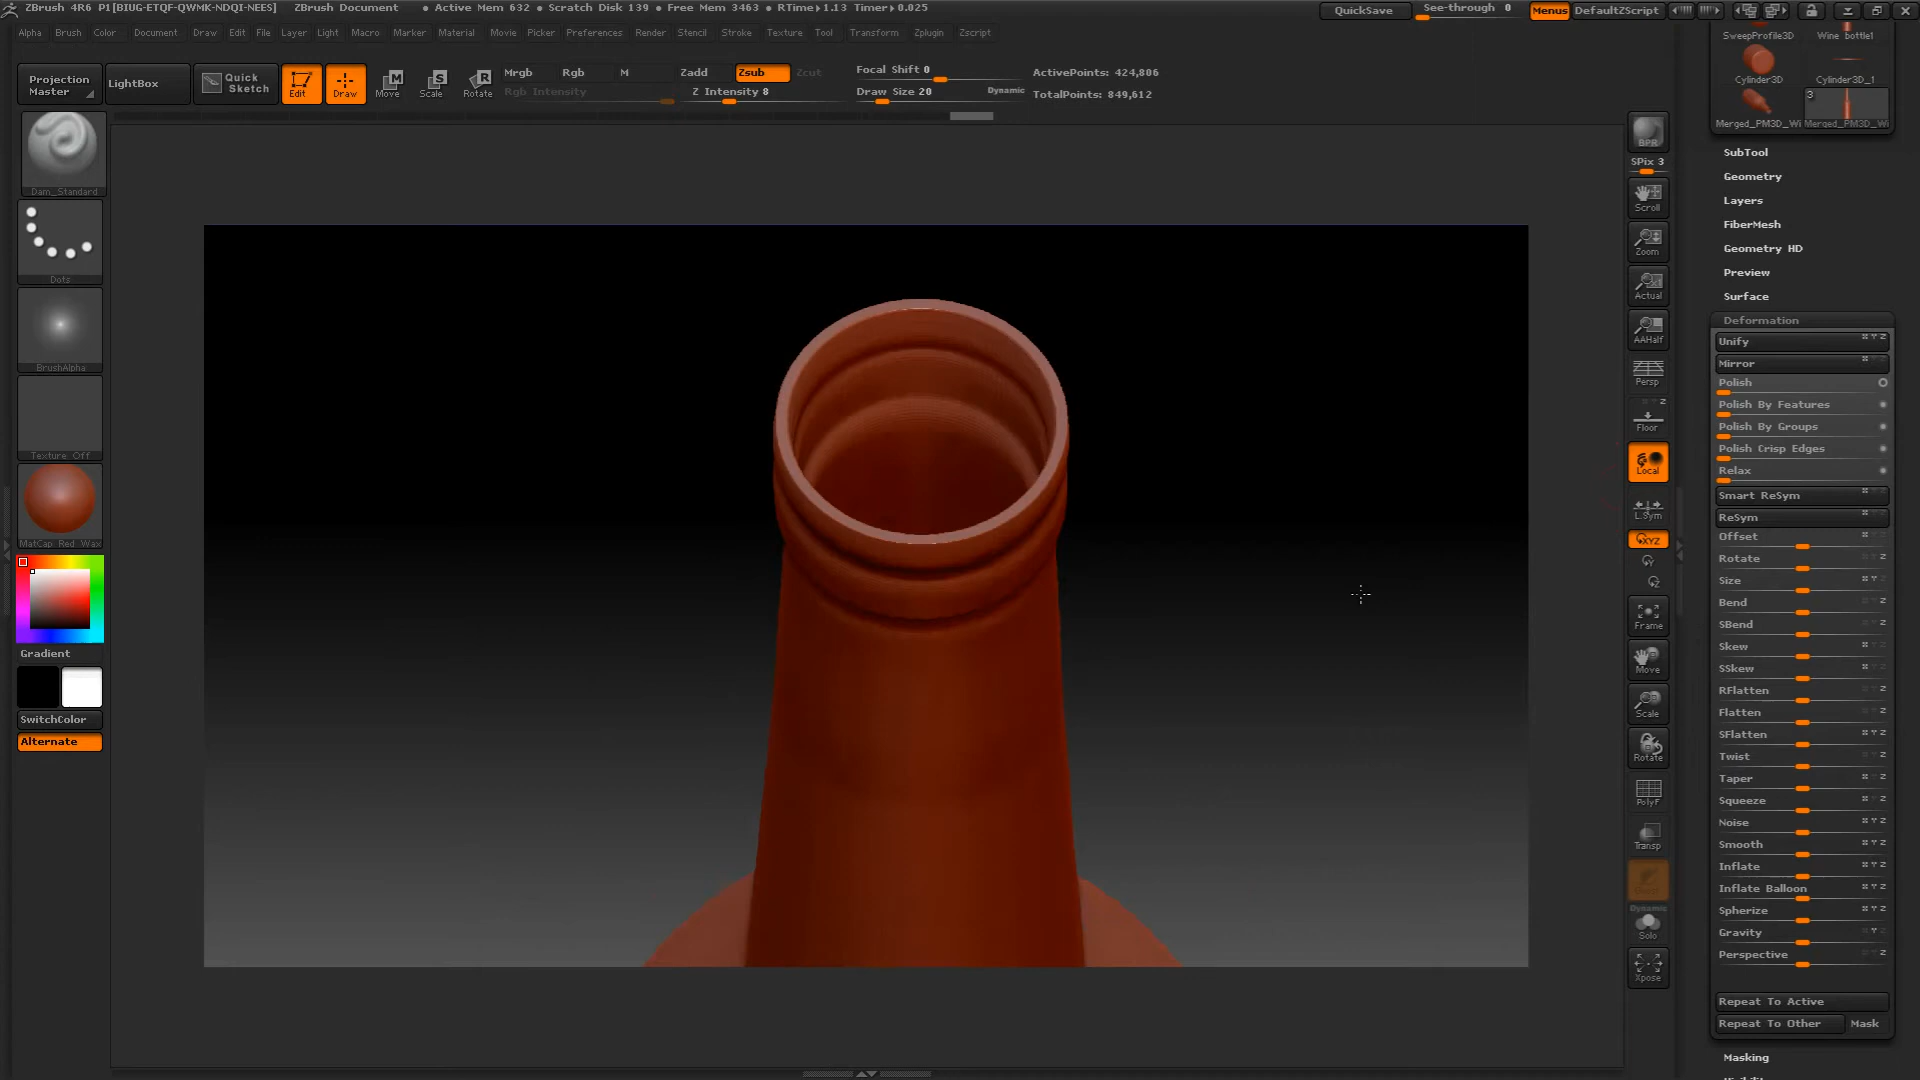 ZBrush 4R6 P1[BIUG-ETQF-QWMK-NDQI-NEES] ZBrush Document • Active Mem 632 • Scratch Disk 139 • Free Mem 3463 • RTime▸1.13 Timer▸0.025 QuickSave See-through 0 Menus DefaultZScript
Alpha Brush Color Document Draw Edit File Layer Light Macro Marker Material Movie Picker Preferences Render Stencil Stroke Texture Tool Transform Zplugin Zscript
Projection Master
LightBox
Quick Sketch
Edit
Draw
Move
Scale
Rotate
Mrgb Rgb M
Rgb Intensity
Zadd Zsub Zcut
Z Intensity 8
Focal Shift 0
Draw Size 20 Dynamic
ActivePoints: 424,806
TotalPoints: 849,612
Dam_Standard
Dots
BrushAlpha
Texture Off
MatCap Red Wax
Gradient
SwitchColor
Alternate
BPR
SPix 3
Scroll
Zoom
Actual
AAHalf
Persp
Floor
Local
L.Sym
XYZ
Y
Z
Frame
Move
Scale
Rotate
PolyF
Transp
Dynamic
Solo
Xpose
SweepProfile3D Wine_bottle1
Cylinder3D Cylinder3D_1
3
Merged_PM3D_Wi Merged_PM3D_Wi
SubTool
Geometry
Layers
FiberMesh
Geometry HD
Preview
Surface
Deformation
Unify
Mirror
Polish
Polish By Features
Polish By Groups
Polish Crisp Edges
Relax
Smart ReSym
ReSym
Offset
Rotate
Size
Bend
SBend
Skew
SSkew
RFlatten
Flatten
SFlatten
Twist
Taper
Squeeze
Noise
Smooth
Inflate
Inflate Balloon
Spherize
Gravity
Perspective
Repeat To Active
Repeat To Other Mask
Masking